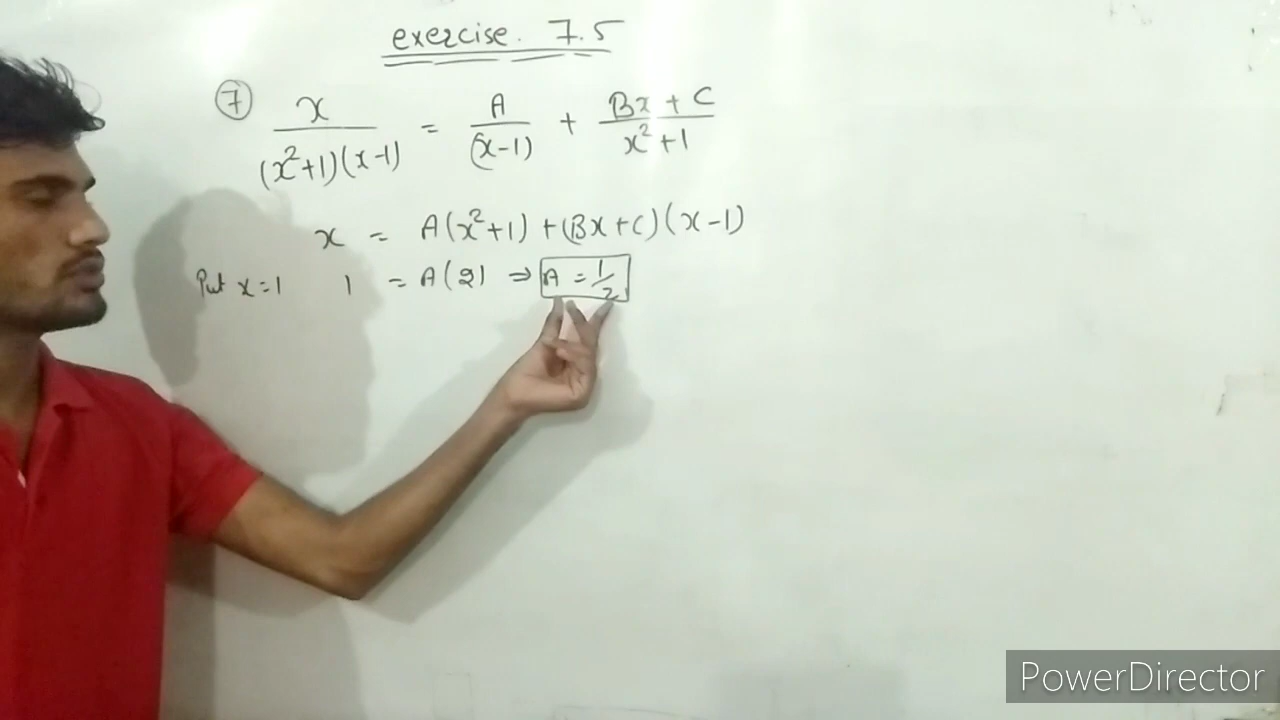 exercise. 7.5
⑦ x/((x²+1)(x-1)) = A/(x-1) + (Bx+C)/(x²+1)
x = A(x²+1) + (Bx+C)(x-1)
Put x=1 1 = A(2) ⇒ A = 1/2
PowerDirector